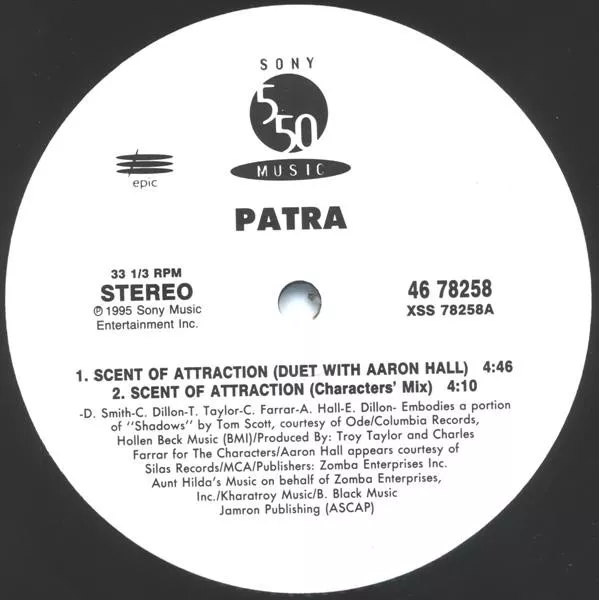 SONY
550
MUSIC
epic
PATRA
33 1/3 RPM
STEREO
℗ 1995 Sony Music
Entertainment Inc.
46 78258
XSS 78258A
1. SCENT OF ATTRACTION (DUET WITH AARON HALL) 4:46
2. SCENT OF ATTRACTION (Characters' Mix) 4:10
-D. Smith-C. Dillon-T. Taylor-C. Farrar-A. Hall-E. Dillon- Embodies a portion
of "Shadows" by Tom Scott, courtesy of Ode/Columbia Records,
Hollen Beck Music (BMI)/Produced By: Troy Taylor and Charles
Farrar for The Characters/Aaron Hall appears courtesy of
Silas Records/MCA/Publishers: Zomba Enterprises Inc.
Aunt Hilda's Music on behalf of Zomba Enterprises,
Inc./Kharatroy Music/B. Black Music
Jamron Publishing (ASCAP)